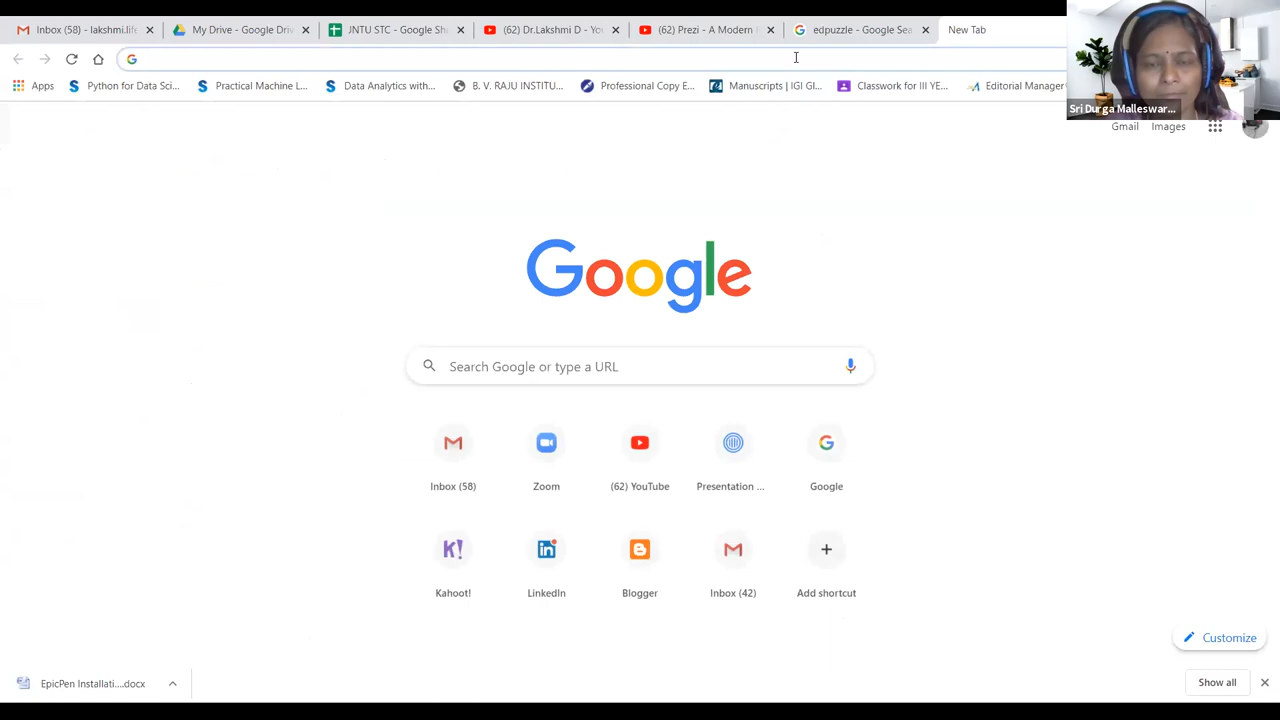 Inbox (58) - lakshmi.life
My Drive - Google Driv
JNTU STC - Google She
(62) Dr.Lakshmi D - You
(62) Prezi - A Modern
edpuzzle - Google Sea
New Tab
Apps
Python for Data Sci...
Practical Machine L...
Data Analytics with...
B. V. RAJU INSTITU...
Professional Copy E...
Manuscripts | IGI Gl...
Classwork for III YE...
Editorial Manager
Sri Durga Malleswar...
Gmail
Images
Google
Search Google or type a URL
Inbox (58)
Zoom
(62) YouTube
Presentation ...
Google
K!
Kahoot!
LinkedIn
Blogger
Inbox (42)
Add shortcut
Customize
EpicPen Installati....docx
Show all